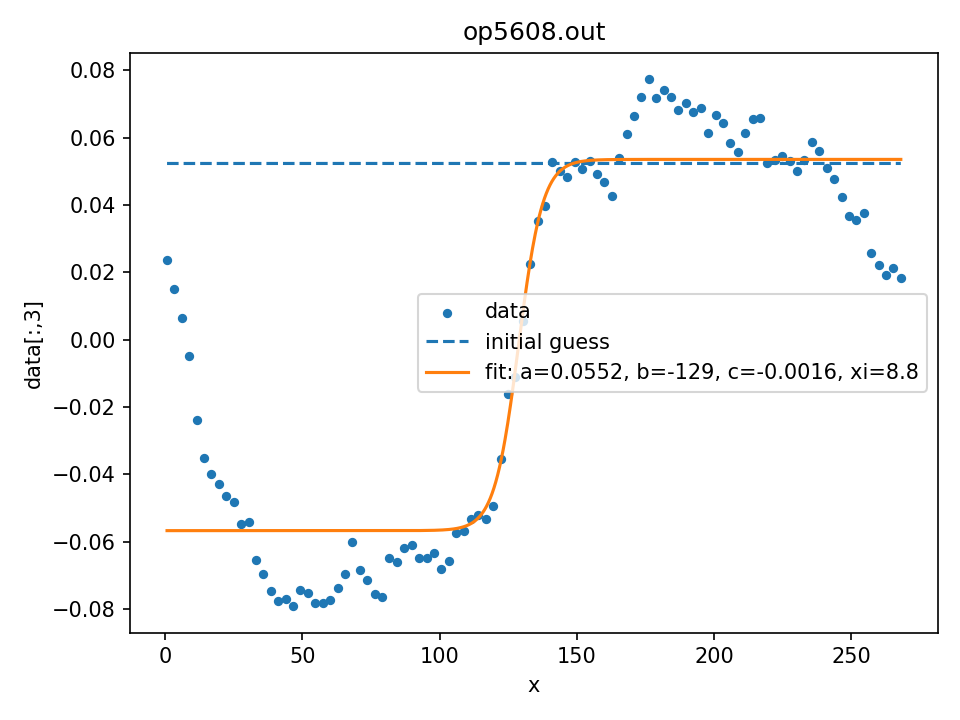 op5608.out
0.08
0.06
0.04
0.02
0.00
−0.02
−0.04
−0.06
−0.08
data[:,3]
data
initial guess
fit: a=0.0552, b=-129, c=-0.0016, xi=8.8
0 50 100 150 200 250
x